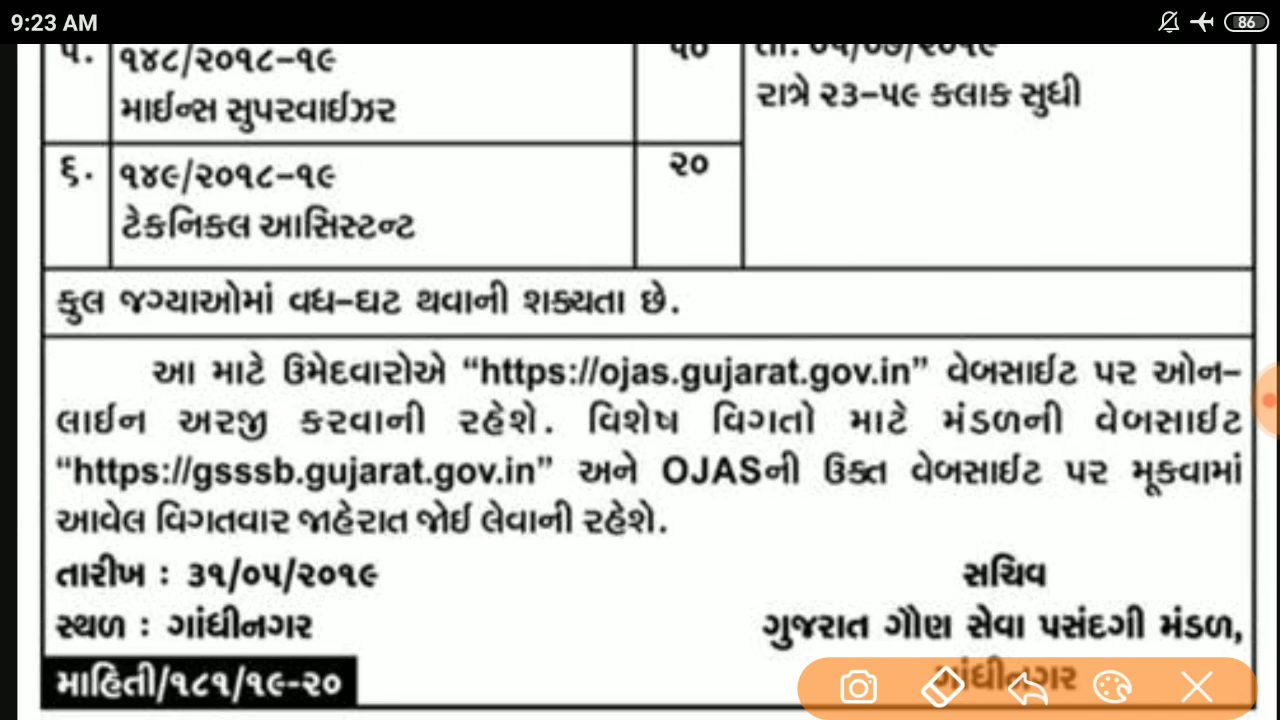 9:23 AM
86
૫.
૧૪૮/૨૦૧૮–૧૯
માઈન્સ સુપરવાઈઝર
રાત્રે ૨૩–૫૯ કલાક સુધી
૬.
૧૪૯/૨૦૧૮–૧૯
ટેકનિકલ આસિસ્ટન્ટ
૨૦
કુલ જગ્યાઓમાં વધ–ઘટ થવાની શક્યતા છે.
આ માટે ઉમેદવારોએ “https://ojas.gujarat.gov.in” વેબસાઈટ પર ઓન–
લાઈન અરજી કરવાની રહેશે. વિશેષ વિગતો માટે મંડળની વેબસાઈટ
“https://gsssb.gujarat.gov.in” અને OJASની ઉક્ત વેબસાઈટ પર મૂકવામાં
આવેલ વિગતવાર જાહેરાત જોઈ લેવાની રહેશે.
તારીખ : ૩૧/૦૫/૨૦૧૯
સચિવ
સ્થળ : ગાંધીનગર
ગુજરાત ગૌણ સેવા પસંદગી મંડળ,
ગાંધીનગર
માહિતી/૧૮૧/૧૯-૨૦